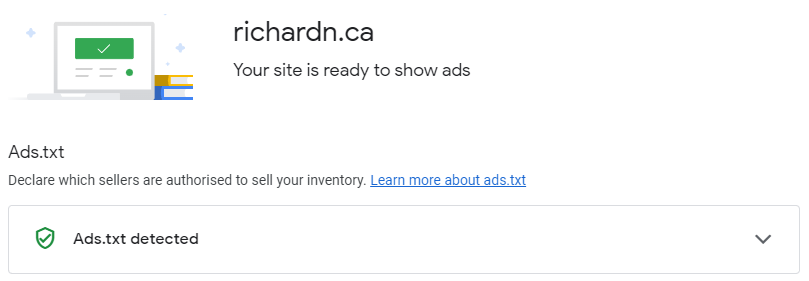 richardn.ca
Your site is ready to show ads
Ads.txt
Declare which sellers are authorised to sell your inventory. Learn more about ads.txt
Ads.txt detected